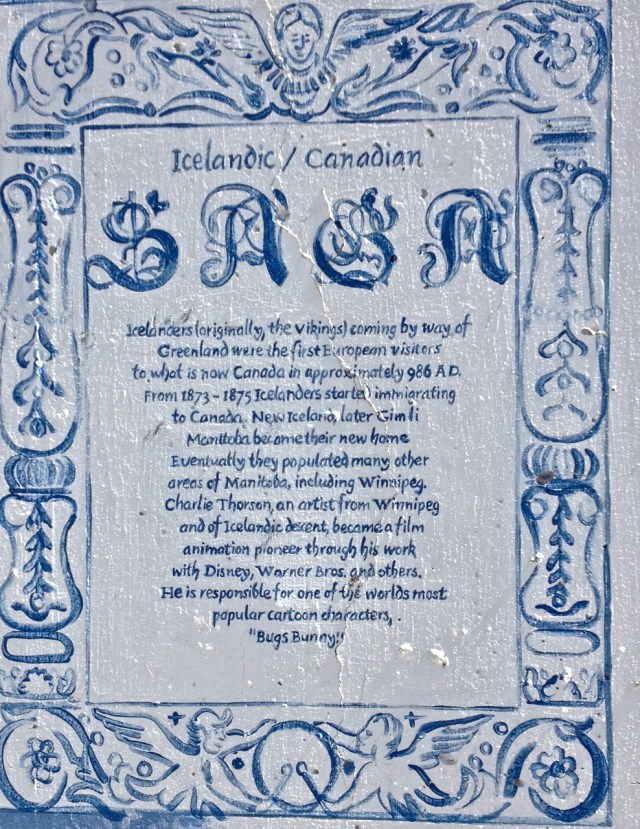 Icelandic / Canadian
SAGA
Icelanders (originally, the Vikings) coming by way of
Greenland were the first European visitors
to what is now Canada in approximately 986 A.D.
From 1873 - 1875 Icelanders started immigrating
to Canada. New Iceland, later Gimli
Manitoba become their new home
Eventually they populated many other
areas of Manitoba, including Winnipeg.
Charlie Thorson, an artist from Winnipeg
and of Icelandic descent, became a film
animation pioneer through his work
with Disney, Warner Bros. and others.
He is responsible for one of the worlds most
popular cartoon characters,
"Bugs Bunny."